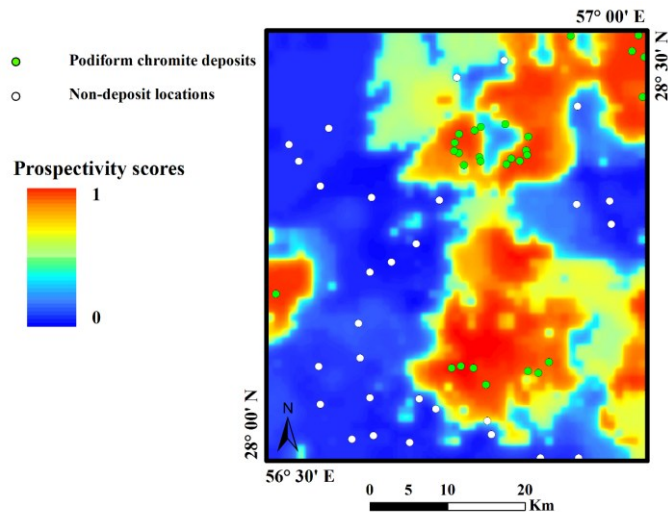 57° 00' E
28° 30' N
Podiform chromite deposits
Non-deposit locations
Prospectivity scores
1
0
28° 00' N
N
56° 30' E
0 10 20
Km